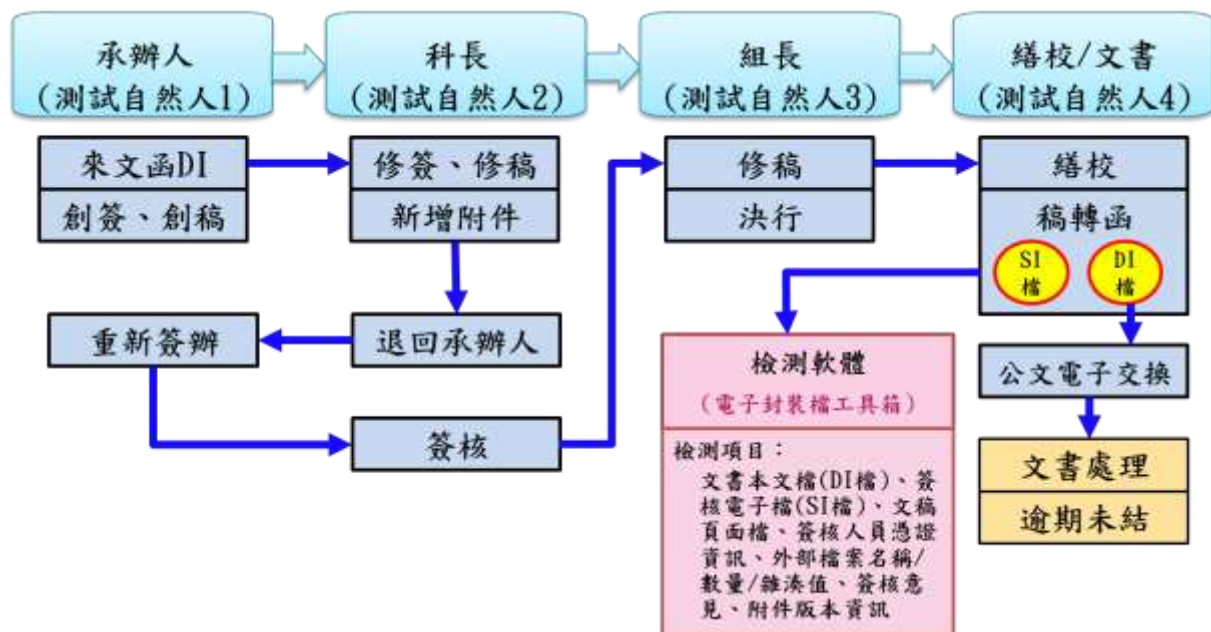 承辦人
(測試自然人1)
科長
(測試自然人2)
組長
(測試自然人3)
繕校/文書
(測試自然人4)
來文函DI
創簽、創稿
修簽、修稿
新增附件
修稿
決行
繕校
稿轉函
SI
檔
DI
檔
重新簽辦
退回承辦人
簽核
檢測軟體
(電子封裝檔工具箱)
檢測項目：
文書本文檔(DI檔)、簽
核電子檔(SI檔)、文稿
頁面檔、簽核人員憑證
資訊、外部檔案名稱/
數量/雜湊值、簽核意
見、附件版本資訊
公文電子交換
文書處理
逾期未結